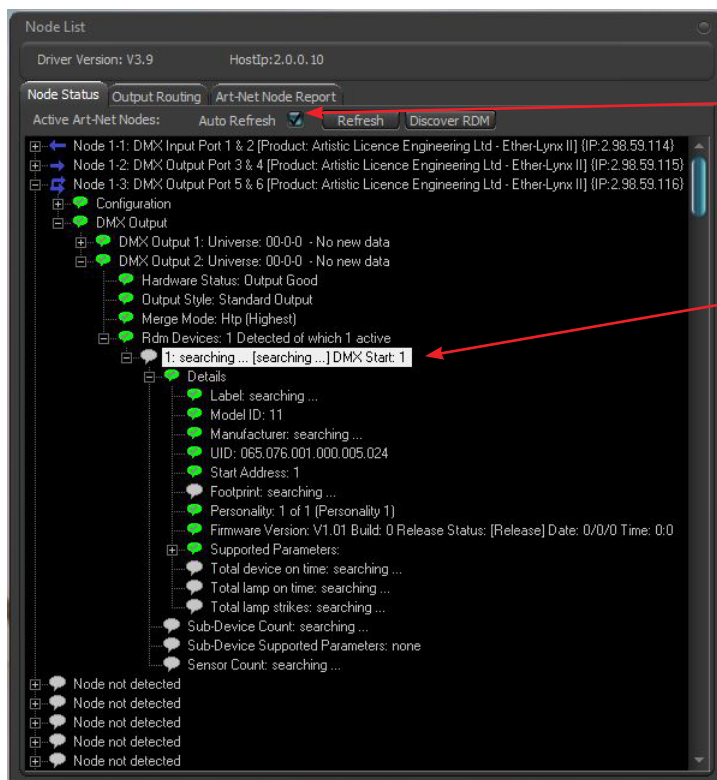 Node List
Driver Version: V3.9 HostIp:2.0.0.10
Node Status Output Routing Art-Net Node Report
Active Art-Net Nodes: Auto Refresh Refresh Discover RDM
Node 1-1: DMX Input Port 1 & 2 [Product: Artistic Licence Engineering Ltd - Ether-Lynx II] {IP:2.98.59.114}
Node 1-2: DMX Output Port 3 & 4 [Product: Artistic Licence Engineering Ltd - Ether-Lynx II] {IP:2.98.59.115}
Node 1-3: DMX Output Port 5 & 6 [Product: Artistic Licence Engineering Ltd - Ether-Lynx II] {IP:2.98.59.116}
Configuration
DMX Output
DMX Output 1: Universe: 00-0-0 - No new data
DMX Output 2: Universe: 00-0-0 - No new data
Hardware Status: Output Good
Output Style: Standard Output
Merge Mode: Htp (Highest)
Rdm Devices: 1 Detected of which 1 active
1: searching ... [searching ...] DMX Start: 1
Details
Label: searching ...
Model ID: 11
Manufacturer: searching ...
UID: 065.076.001.000.005.024
Start Address: 1
Footprint: searching ...
Personality: 1 of 1 (Personality 1)
Firmware Version: V1.01 Build: 0 Release Status: [Release] Date: 0/0/0 Time: 0:0
Supported Parameters:
Total device on time: searching ...
Total lamp on time: searching ...
Total lamp strikes: searching ...
Sub-Device Count: searching ...
Sub-Device Supported Parameters: none
Sensor Count: searching ...
Node not detected
Node not detected
Node not detected
Node not detected
Node not detected